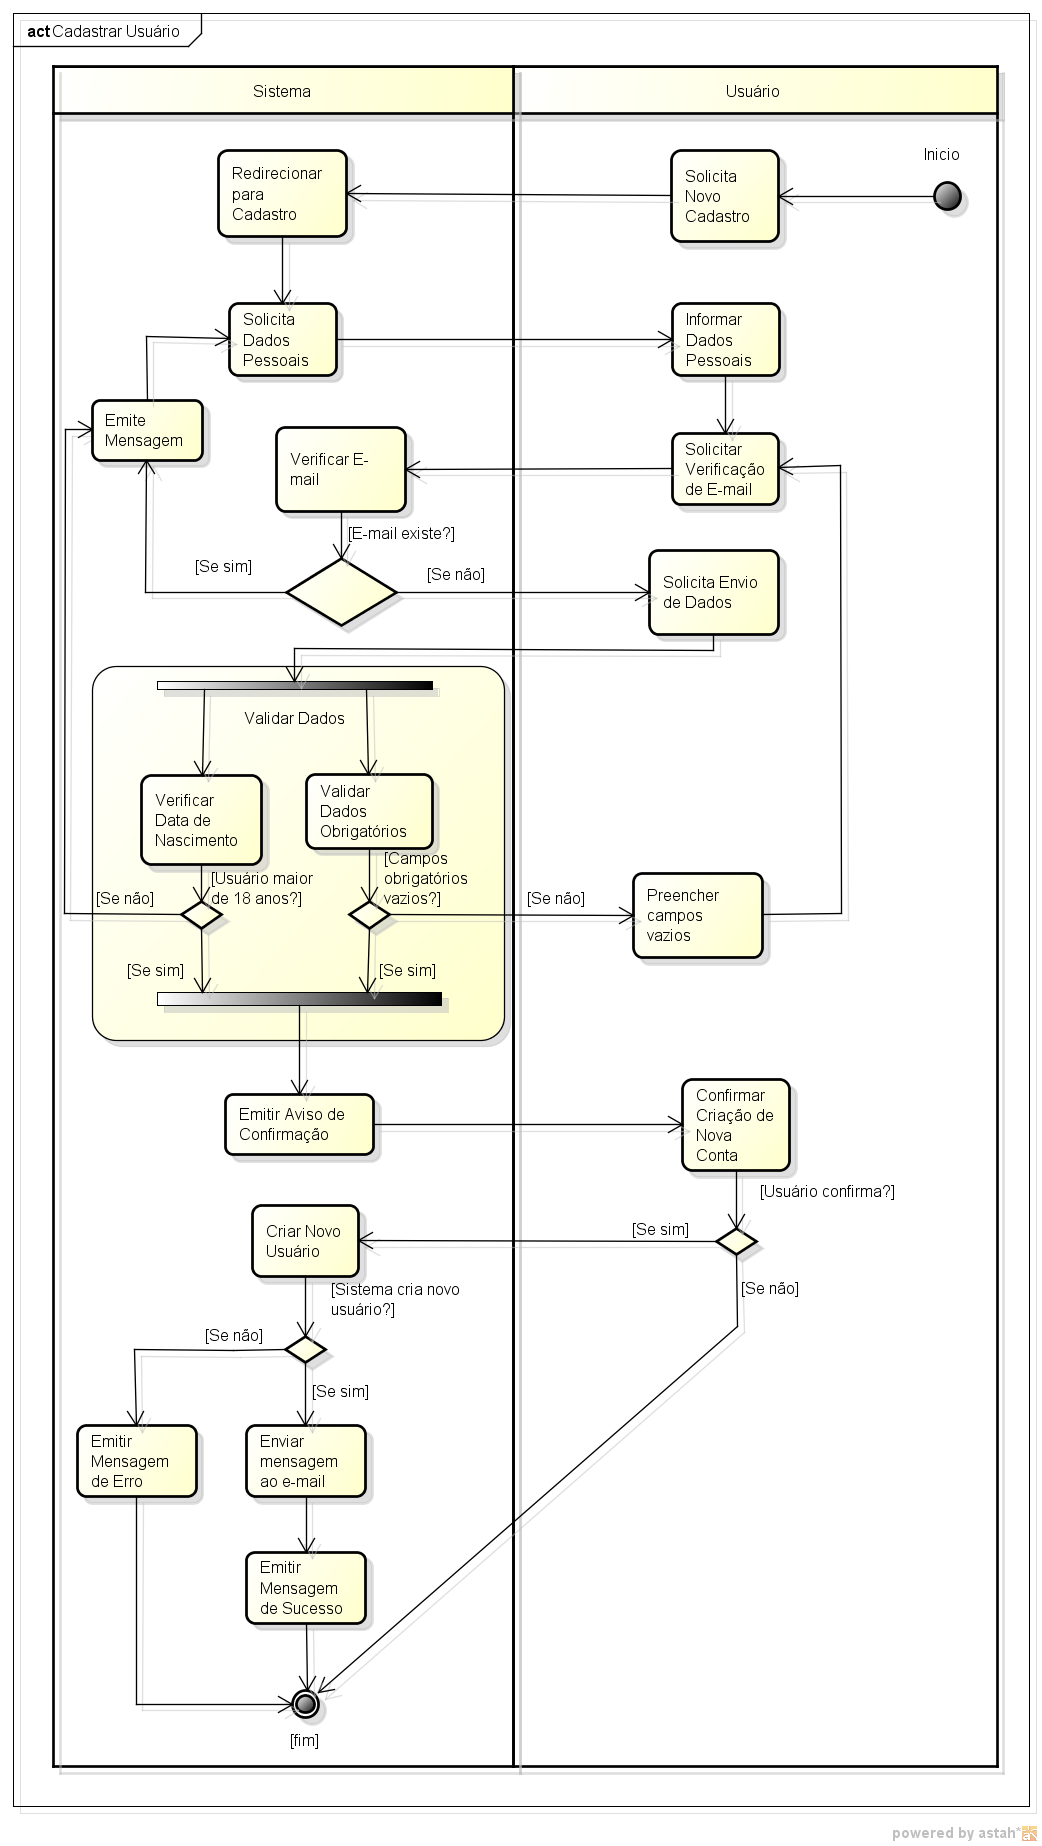 act Cadastrar Usuário
Sistema
Usuário
Inicio
Redirecionar
para
Cadastro
Solicita
Novo
Cadastro
Solicita
Dados
Pessoais
Informar
Dados
Pessoais
Emite
Mensagem
Verificar E-
mail
Solicitar
Verificação
de E-mail
[E-mail existe?]
[Se sim]
[Se não]
Solicita Envio
de Dados
Validar Dados
Verificar
Data de
Nascimento
Validar
Dados
Obrigatórios
[Usuário maior
de 18 anos?]
[Campos
obrigatórios
vazios?]
[Se não]
[Se não]
Preencher
campos
vazios
[Se sim]
[Se sim]
Emitir Aviso de
Confirmação
Confirmar
Criação de
Nova
Conta
[Usuário confirma?]
Criar Novo
Usuário
[Se sim]
[Se não]
[Sistema cria novo
usuário?]
[Se não]
[Se sim]
Emitir
Mensagem
de Erro
Enviar
mensagem
ao e-mail
Emitir
Mensagem
de Sucesso
[fim]
powered by astah*